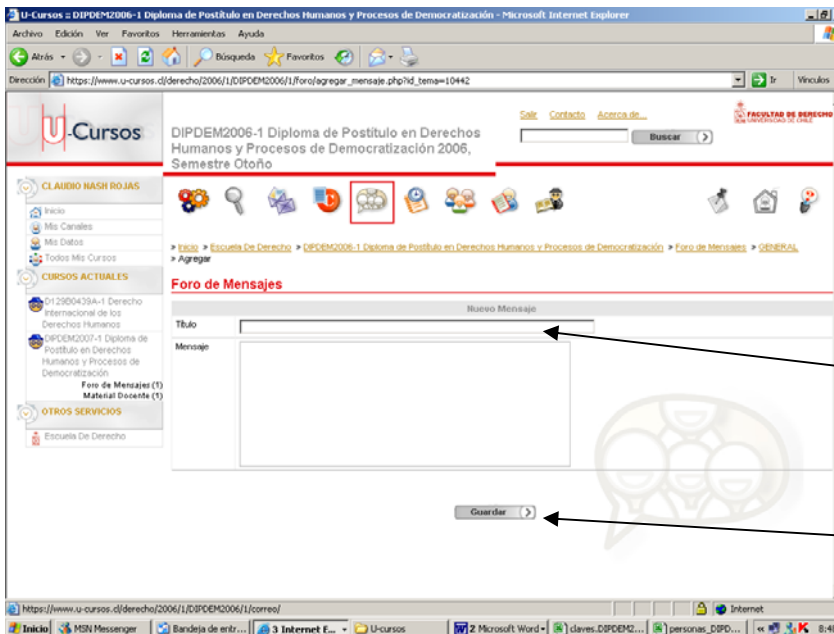 U-Cursos :: DIPDEM2006-1 Diploma de Postítulo en Derechos Humanos y Procesos de Democratización - Microsoft Internet Explorer
Archivo Edición Ver Favoritos Herramientas Ayuda
Atrás Búsqueda Favoritos
Dirección https://www.u-cursos.cl/derecho/2006/1/DIPDEM2006/1/foro/agregar_mensaje.php?id_tema=10442 Ir Vínculos
U-Cursos
DIPDEM2006-1 Diploma de Postítulo en Derechos
Humanos y Procesos de Democratización 2006,
Semestre Otoño
Salir Contacto Acerca de...
Buscar
FACULTAD DE DERECHO
UNIVERSIDAD DE CHILE
CLAUDIO NASH ROJAS
Inicio
Mis Canales
Mis Datos
Todos Mis Cursos
CURSOS ACTUALES
D129B0439A-1 Derecho
Internacional de los
Derechos Humanos
DIPDEM2007-1 Diploma de
Postítulo en Derechos
Humanos y Procesos de
Democratización
Foro de Mensajes (1)
Material Docente (1)
OTROS SERVICIOS
Escuela De Derecho
» Inicio » Escuela De Derecho » DIPDEM2006-1 Diploma de Postítulo en Derechos Humanos y Procesos de Democratización » Foro de Mensajes » GENERAL
» Agregar
Foro de Mensajes
Nuevo Mensaje
Título
Mensaje
Guardar
https://www.u-cursos.cl/derecho/2006/1/DIPDEM2006/1/correo/ Internet
Inicio MSN Messenger Bandeja de entr... 3 Internet E... U-cursos 2 Microsoft Word claves.DIPDEM2... personas_DIPD...